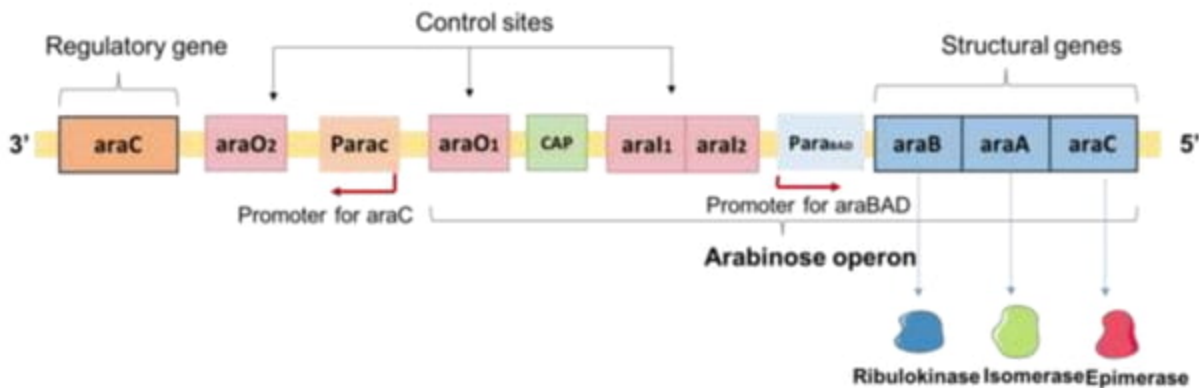 Control sites
Regulatory gene
Structural genes
3'
araC
araO2
Parac
araO1
CAP
araI1
araI2
ParaBAD
araB
araA
araC
5'
Promoter for araC
Promoter for araBAD
Arabinose operon
Ribulokinase
Isomerase
Epimerase